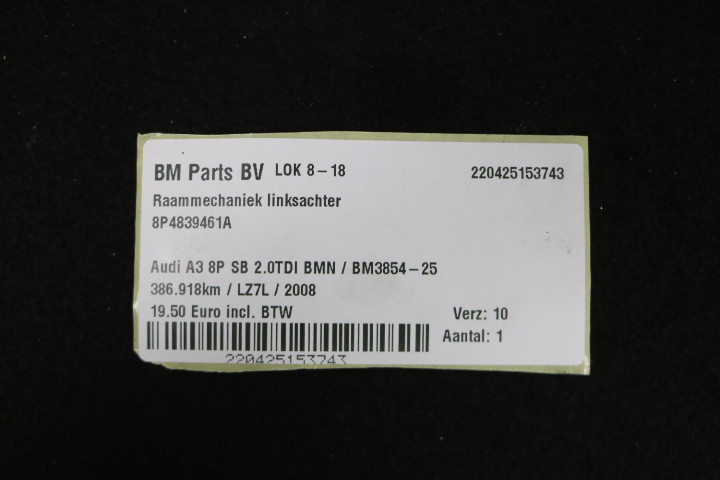 BM Parts BV LOK 8-18 220425153743
Raammechaniek linksachter
8P4839461A
Audi A3 8P SB 2.0TDI BMN / BM3854-25
386.918km / LZ7L / 2008
19.50 Euro incl. BTW Verz: 10
Aantal: 1
220425153743